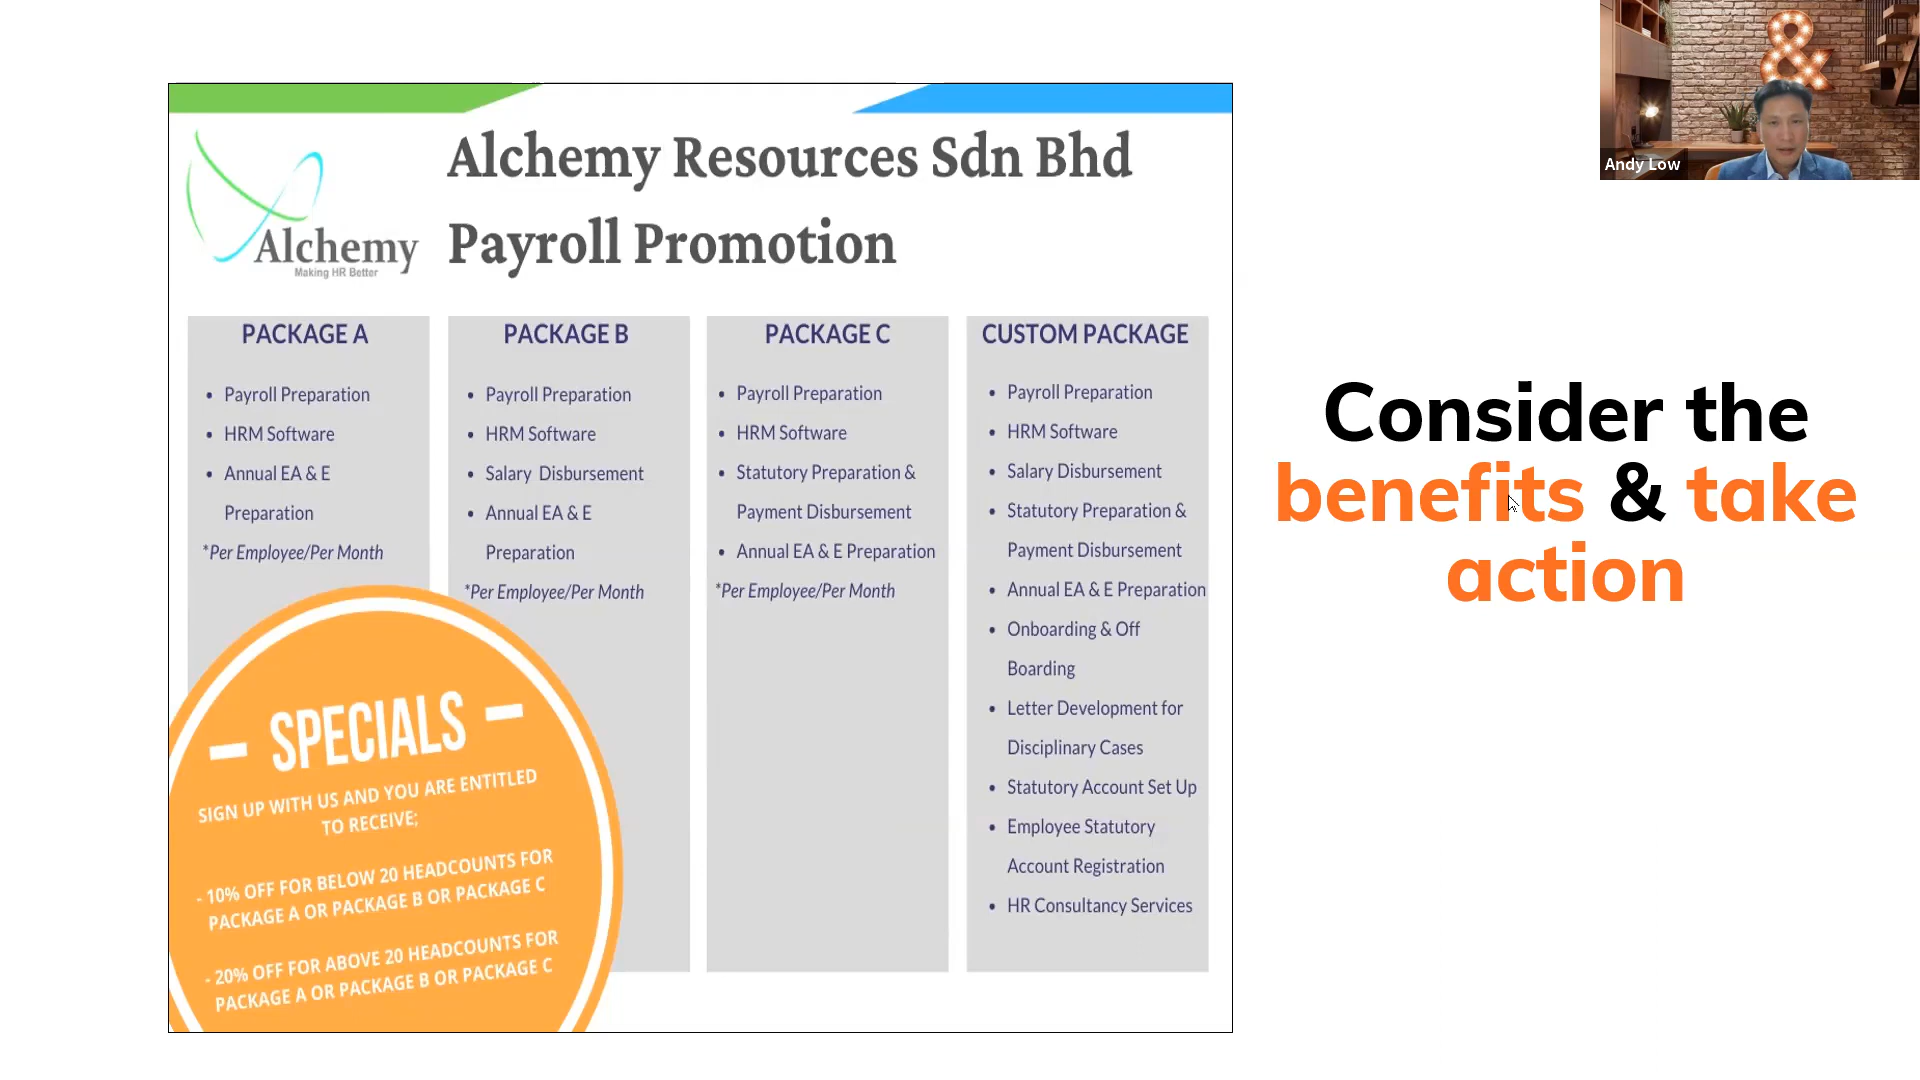 Andy Low
Alchemy
Making HR Better
Alchemy Resources Sdn Bhd
Payroll Promotion
PACKAGE A
• Payroll Preparation
• HRM Software
• Annual EA & E
Preparation
*Per Employee/Per Month
PACKAGE B
• Payroll Preparation
• HRM Software
• Salary Disbursement
• Annual EA & E
Preparation
*Per Employee/Per Month
PACKAGE C
• Payroll Preparation
• HRM Software
• Statutory Preparation &
Payment Disbursement
• Annual EA & E Preparation
*Per Employee/Per Month
CUSTOM PACKAGE
• Payroll Preparation
• HRM Software
• Salary Disbursement
• Statutory Preparation &
Payment Disbursement
• Annual EA & E Preparation
• Onboarding & Off
Boarding
• Letter Development for
Disciplinary Cases
• Statutory Account Set Up
• Employee Statutory
Account Registration
• HR Consultancy Services
- SPECIALS -
SIGN UP WITH US AND YOU ARE ENTITLED
TO RECEIVE;
- 10% OFF FOR BELOW 20 HEADCOUNTS FOR
PACKAGE A OR PACKAGE B OR PACKAGE C
- 20% OFF FOR ABOVE 20 HEADCOUNTS FOR
PACKAGE A OR PACKAGE B OR PACKAGE C
Consider the
benefits & take
action
&